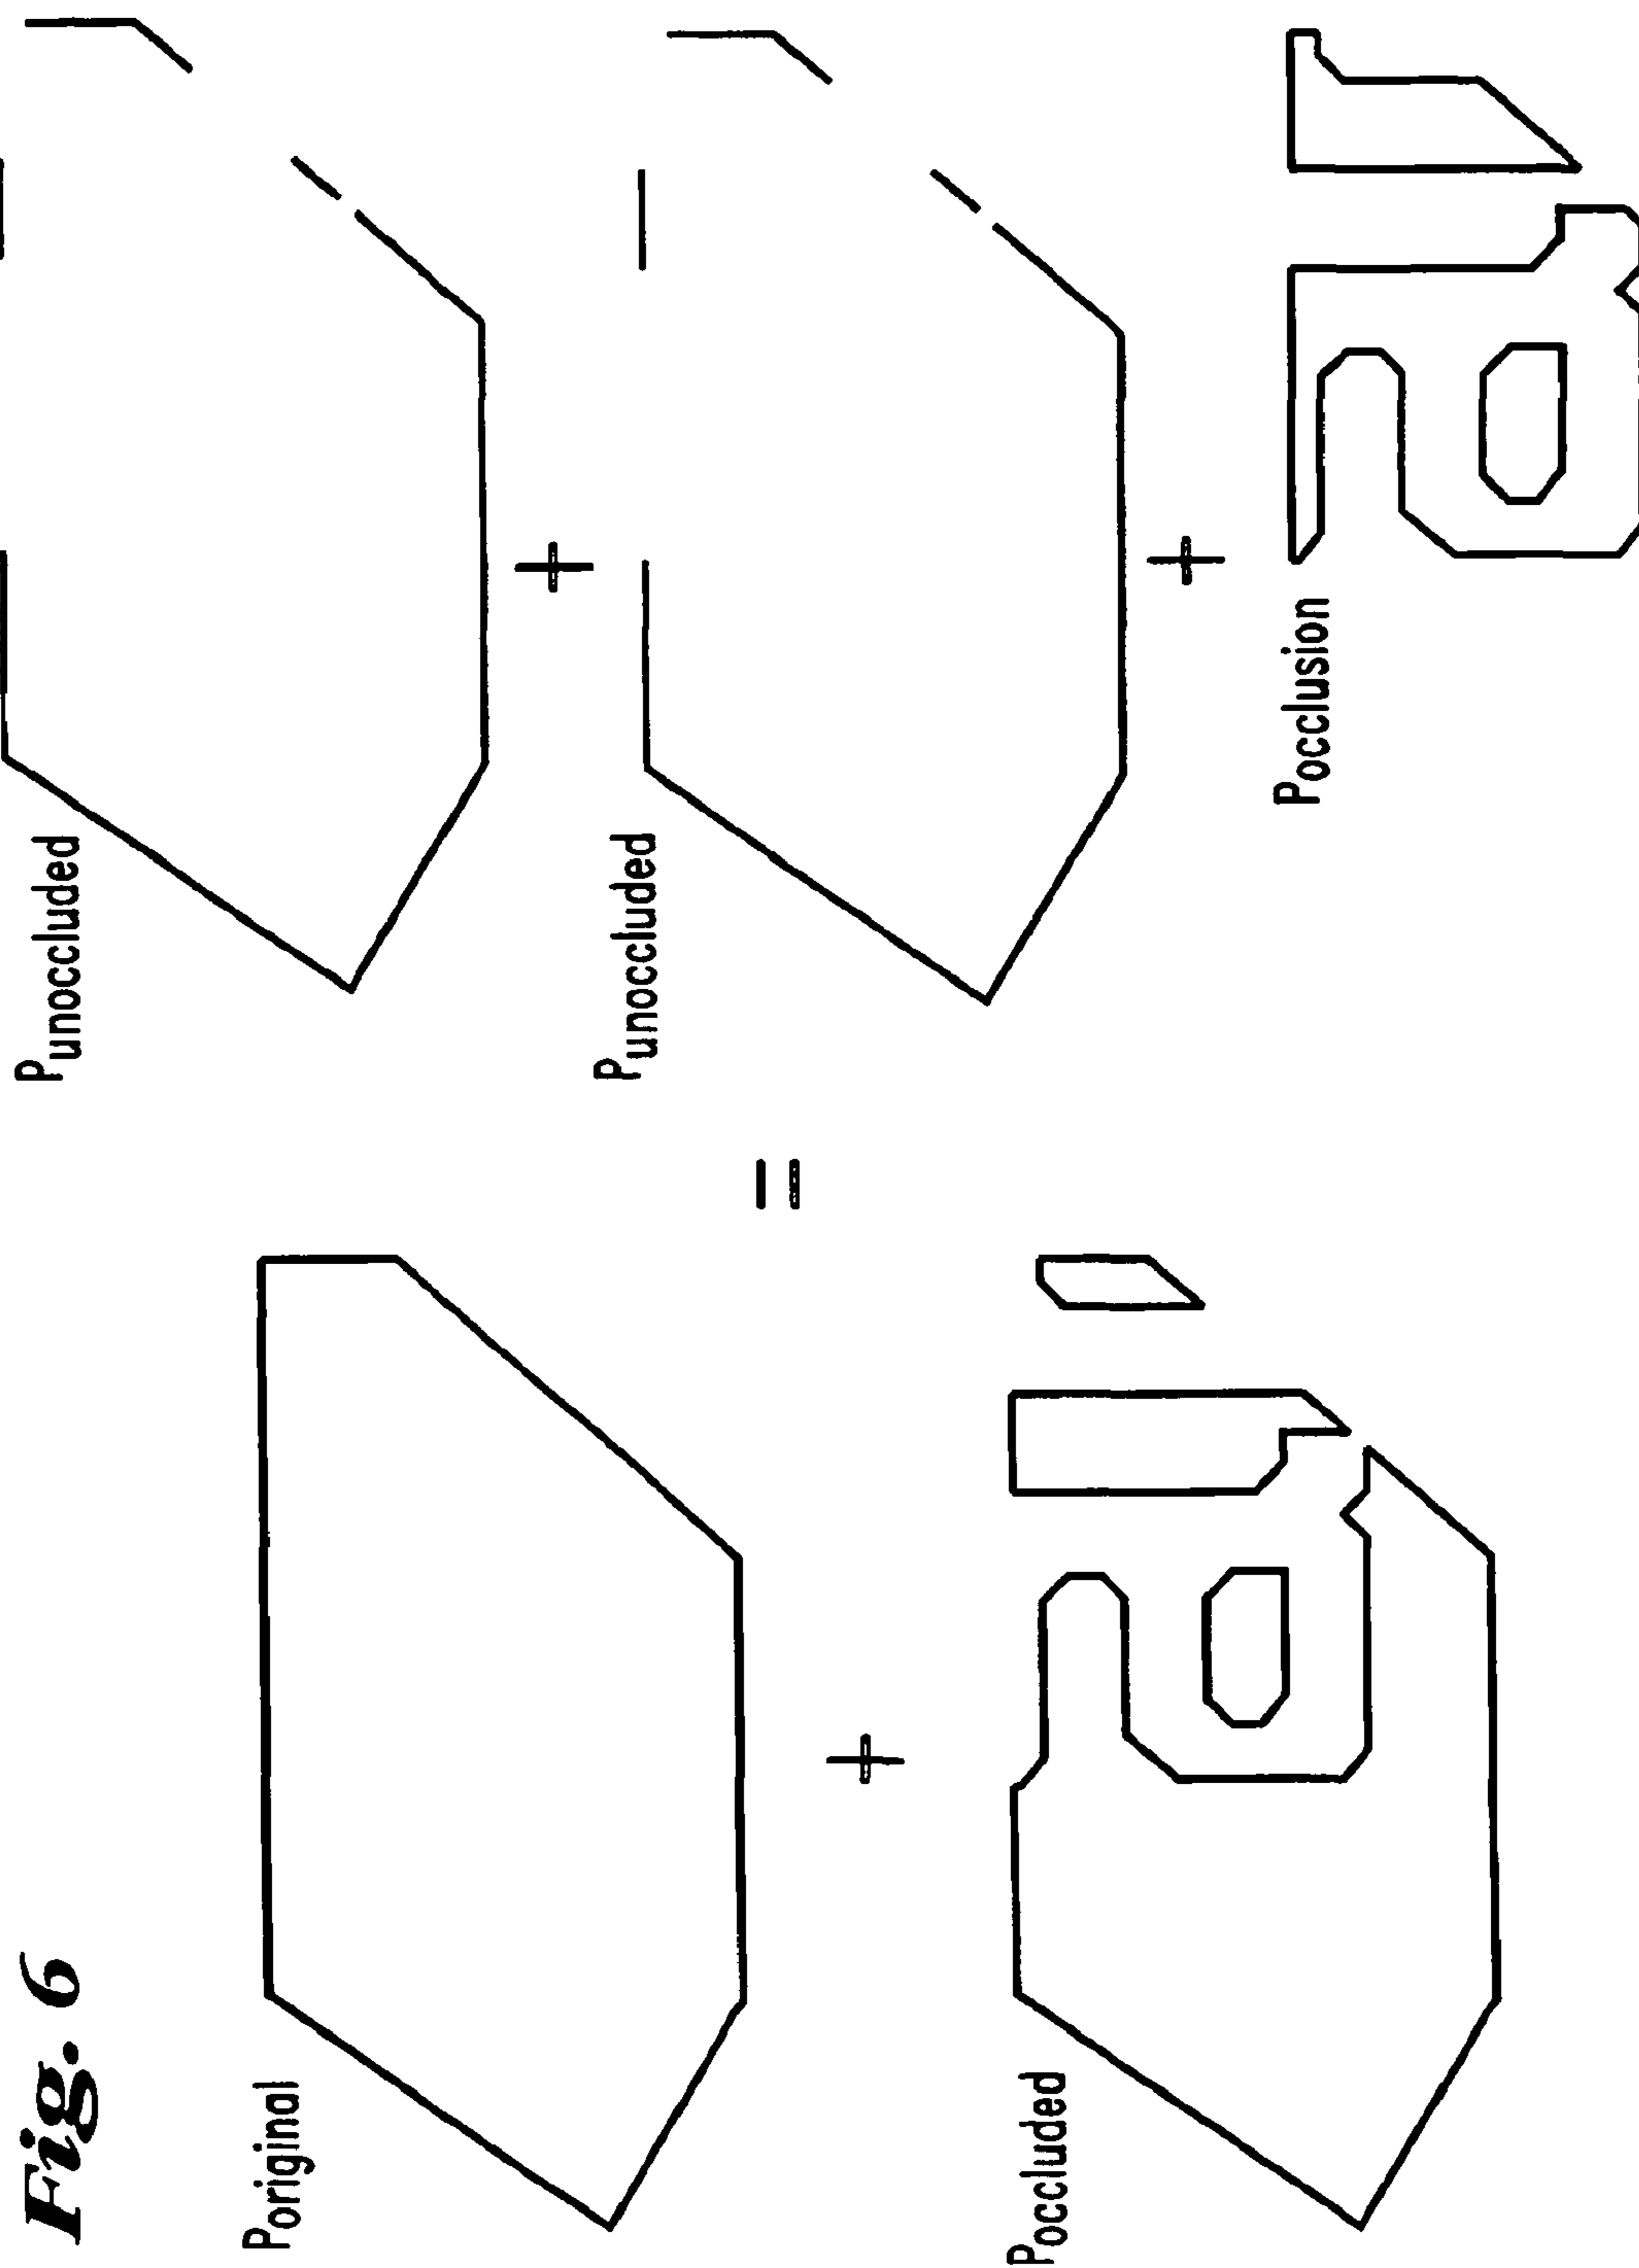 Fig. 6
Poriginal
+
Poccluded
=
Punoccluded
+
Punoccluded
+
Pocclusion